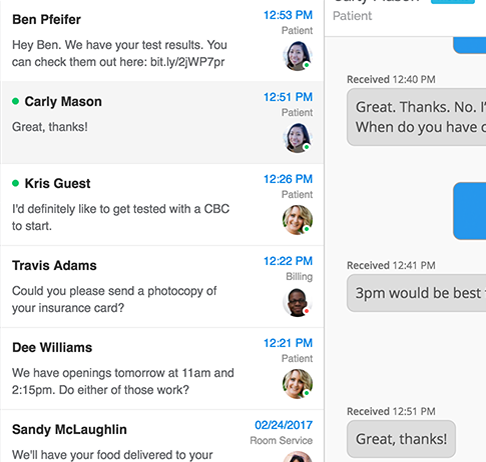 Ben Pfeifer
12:53 PM
Patient
Hey Ben. We have your test results. You
can check them out here: bit.ly/2jWP7pr
Carly Mason
12:51 PM
Patient
Great, thanks!
Kris Guest
12:26 PM
Patient
I'd definitely like to get tested with a CBC
to start.
Travis Adams
12:22 PM
Billing
Could you please send a photocopy of
your insurance card?
Dee Williams
12:21 PM
Patient
We have openings tomorrow at 11am and
2:15pm. Do either of those work?
Sandy McLaughlin
02/24/2017
Room Service
We'll have your food delivered to your
Carly Mason
Patient
Received 12:40 PM
Great. Thanks. No. I'
When do you have
Received 12:41 PM
3pm would be best
Received 12:51 PM
Great, thanks!